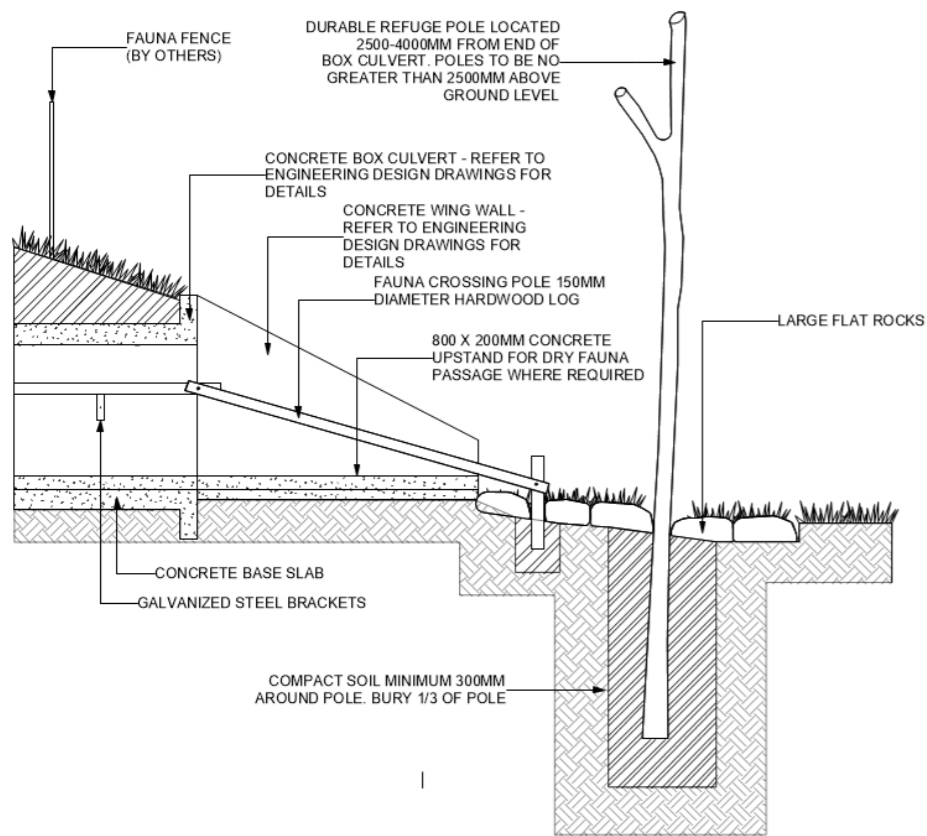 FAUNA FENCE
(BY OTHERS)
DURABLE REFUGE POLE LOCATED
2500-4000MM FROM END OF
BOX CULVERT. POLES TO BE NO
GREATER THAN 2500MM ABOVE
GROUND LEVEL
CONCRETE BOX CULVERT - REFER TO
ENGINEERING DESIGN DRAWINGS FOR
DETAILS
CONCRETE WING WALL -
REFER TO ENGINEERING
DESIGN DRAWINGS FOR
DETAILS
FAUNA CROSSING POLE 150MM
DIAMETER HARDWOOD LOG
800 X 200MM CONCRETE
UPSTAND FOR DRY FAUNA
PASSAGE WHERE REQUIRED
LARGE FLAT ROCKS
CONCRETE BASE SLAB
GALVANIZED STEEL BRACKETS
COMPACT SOIL MINIMUM 300MM
AROUND POLE. BURY 1/3 OF POLE